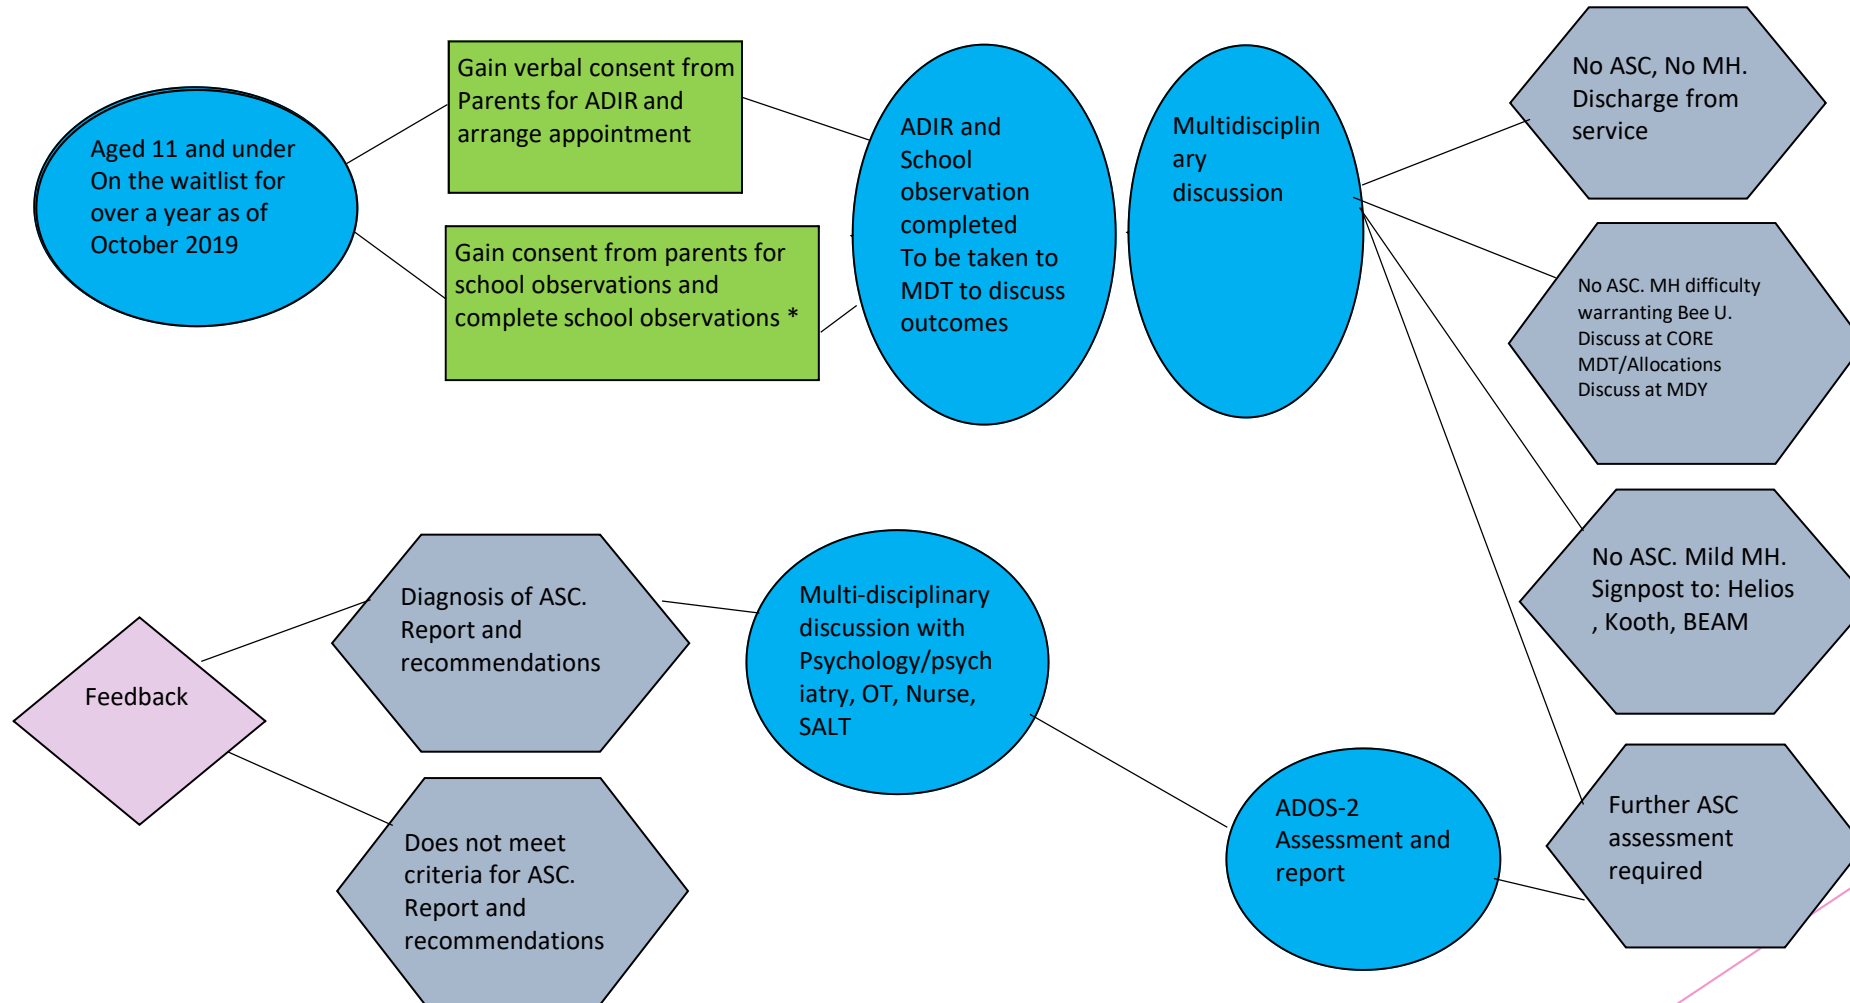 Aged 11 and under
On the waitlist for
over a year as of
October 2019
Gain verbal consent from
Parents for ADIR and
arrange appointment
Gain consent from parents for
school observations and
complete school observations *
ADIR and
School
observation
completed
To be taken to
MDT to discuss
outcomes
Multidisciplin
ary
discussion
No ASC, No MH.
Discharge from
service
No ASC. MH difficulty
warranting Bee U.
Discuss at CORE
MDT/Allocations
Discuss at MDY
No ASC. Mild MH.
Signpost to: Helios
, Kooth, BEAM
Further ASC
assessment
required
ADOS-2
Assessment and
report
Multi-disciplinary
discussion with
Psychology/psych
iatry, OT, Nurse,
SALT
Diagnosis of ASC.
Report and
recommendations
Does not meet
criteria for ASC.
Report and
recommendations
Feedback